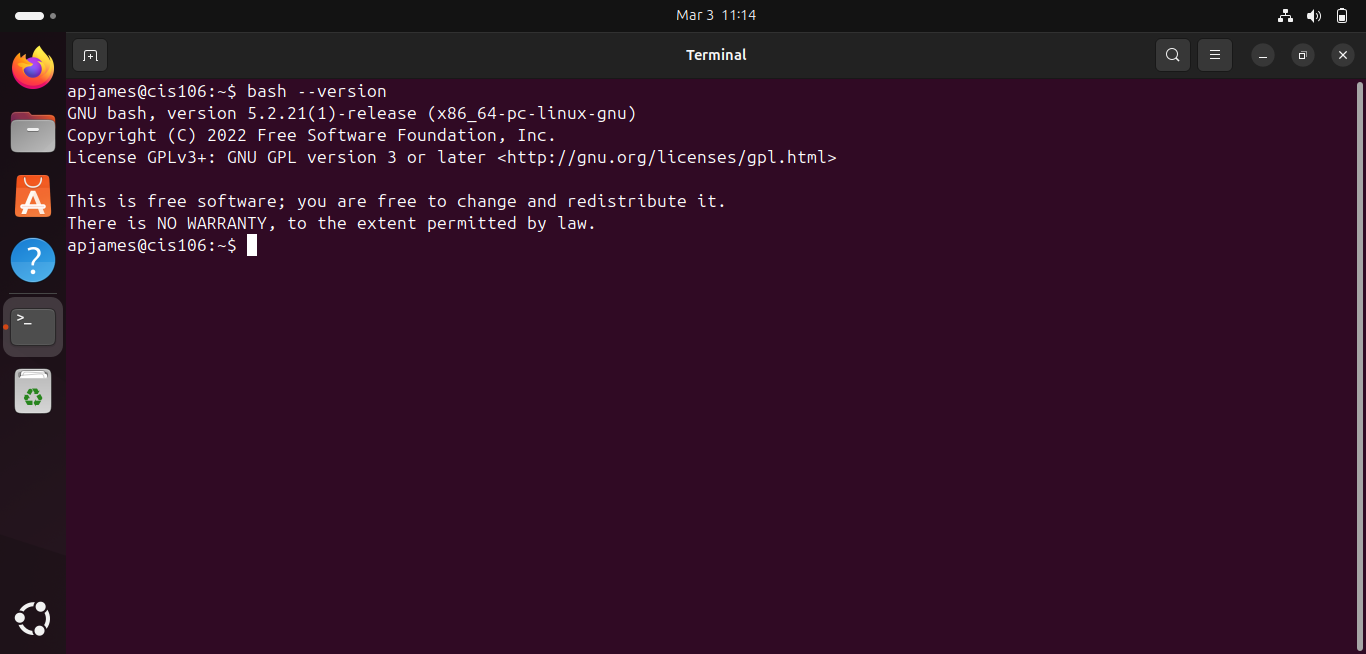 Mar 3 11:14
Terminal
apjames@cis106:~$ bash --version
GNU bash, version 5.2.21(1)-release (x86_64-pc-linux-gnu)
Copyright (C) 2022 Free Software Foundation, Inc.
License GPLv3+: GNU GPL version 3 or later <http://gnu.org/licenses/gpl.html>

This is free software; you are free to change and redistribute it.
There is NO WARRANTY, to the extent permitted by law.
apjames@cis106:~$